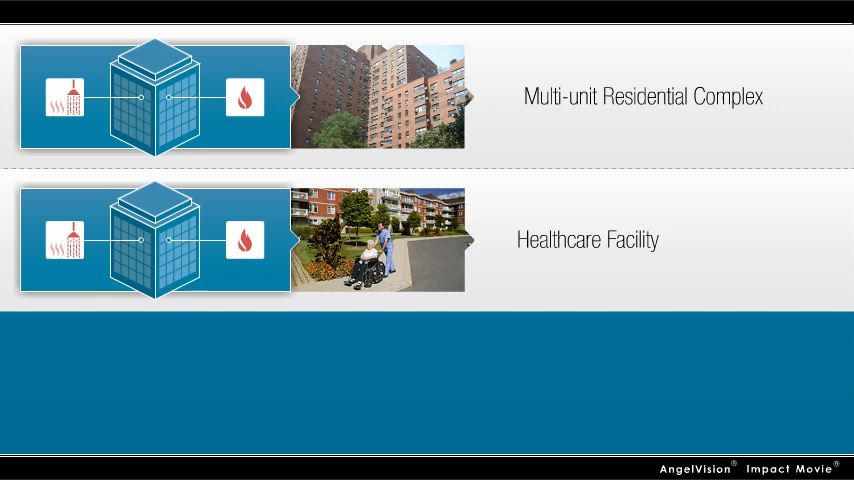 Multi-unit Residential Complex
Healthcare Facility
AngelVision® Impact Movie®